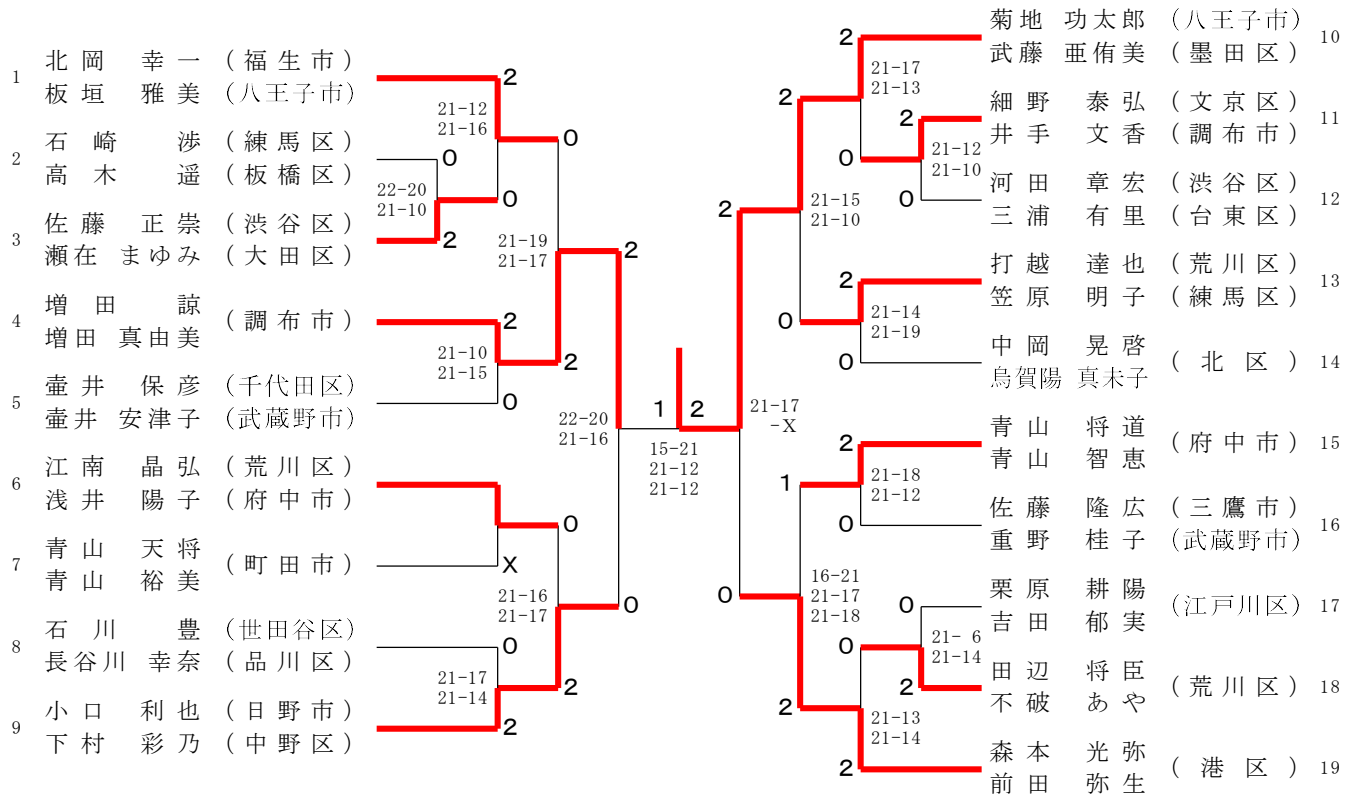 1 北岡 幸一 (福生市)
板垣 雅美 (八王子市)
2 石崎 渉 (練馬区)
高木 遥 (板橋区)
3 佐藤 正崇 (渋谷区)
瀬在 まゆみ (大田区)
4 増田 諒 (調布市)
増田 真由美
5 壷井 保彦 (千代田区)
壷井 安津子 (武蔵野市)
6 江南 晶弘 (荒川区)
浅井 陽子 (府中市)
7 青山 天将 (町田市)
青山 裕美
8 石川 豊 (世田谷区)
長谷川 幸奈 (品川区)
9 小口 利也 (日野市)
下村 彩乃 (中野区)
2
21-12
21-16
0
0
22-20
21-10
0
2
21-19
21-17
2
2
21-10
21-15
2
0
22-20
21-16
0
X
21-16
21-17
0
0
21-17
21-14
2
2
1
2
15-21
21-12
21-12
菊地 功太郎 (八王子市) 10
武藤 亜侑美 (墨田区)
細野 泰弘 (文京区) 11
井手 文香 (調布市)
河田 章宏 (渋谷区) 12
三浦 有里 (台東区)
打越 達也 (荒川区) 13
笠原 明子 (練馬区)
中岡 晃啓 (北区) 14
烏賀陽 真未子
青山 将道 (府中市) 15
青山 智恵
佐藤 隆広 (三鷹市) 16
重野 桂子 (武蔵野市)
栗原 耕陽 (江戸川区) 17
吉田 郁実
田辺 将臣 (荒川区) 18
不破 あや
森本 光弥 (港区) 19
前田 弥生
2
21-17
21-13
2
2
0
21-12
21-10
0
2
21-15
21-10
2
0
21-14
21-19
0
21-17
-X
2
1
21-18
21-12
0
0
16-21
21-17
21-18
0
0
21- 6
21-14
2
2
21-13
21-14
2